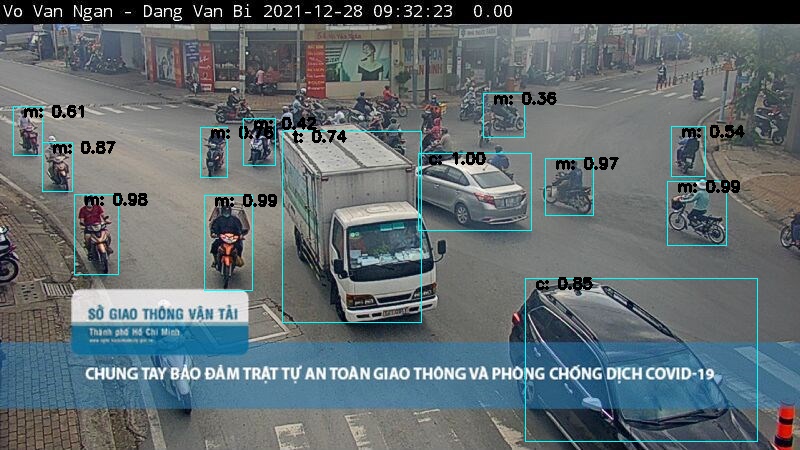 Vo Van Ngan - Dang Van Bi 2021-12-28 09:32:23 0.00
m: 0.61
m: 0.87
m: 0.98
m: 0.99
m: 0.42
t: 0.74
c: 1.00
m: 0.36
m: 0.97
m: 0.54
m: 0.99
c: 0.85
SỞ GIAO THÔNG VẬN TẢI
Thành phố Hồ Chí Minh
CHUNG TAY BẢO ĐẢM TRẬT TỰ AN TOÀN GIAO THÔNG VÀ PHÒNG CHỐNG DỊCH COVID-19